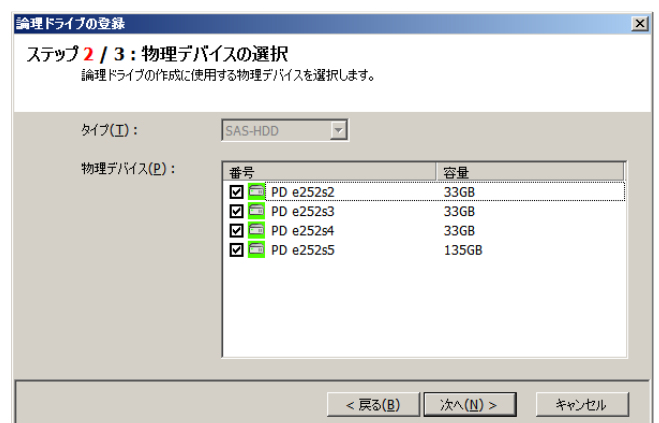 論理ドライブの登録
ステップ 2 / 3 : 物理デバイスの選択
論理ドライブの作成に使用する物理デバイスを選択します。
タイプ(T) : SAS-HDD
物理デバイス(P) :
番号 容量
PD e252s2 33GB
PD e252s3 33GB
PD e252s4 33GB
PD e252s5 135GB
< 戻る(B) 次へ(N) > キャンセル